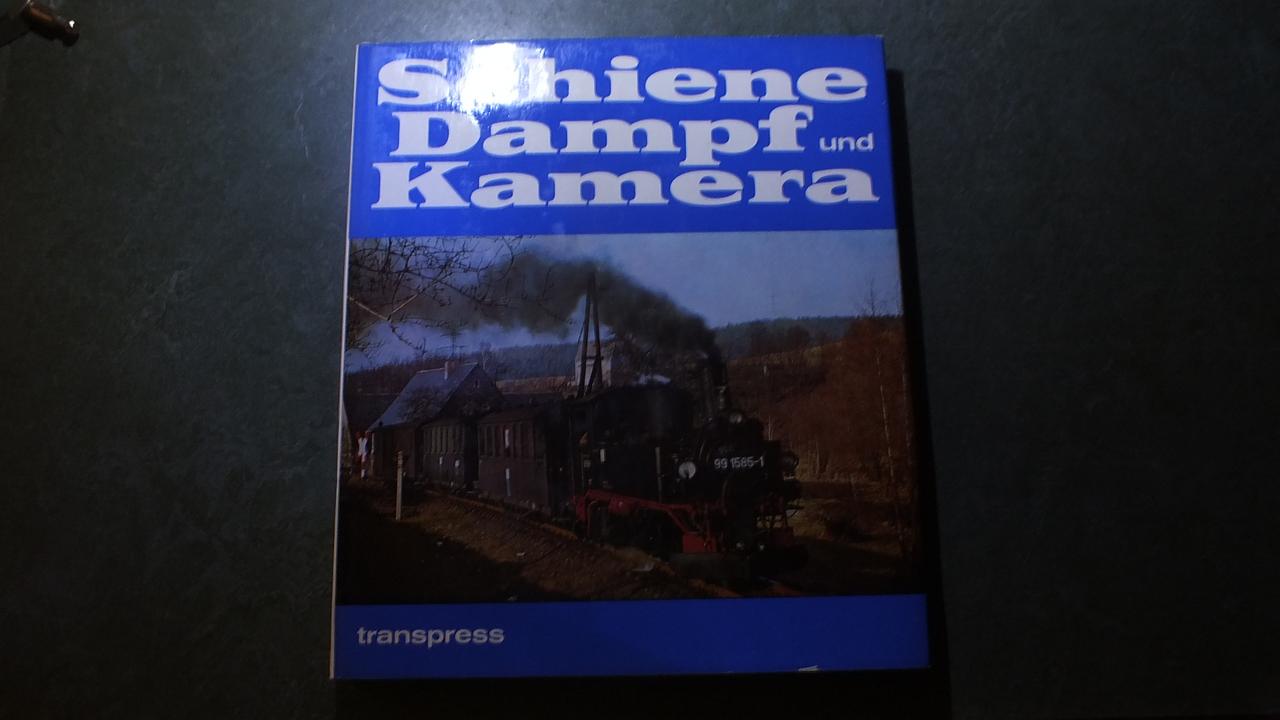 Schiene
Dampf und
Kamera
99 1585-1
transpress